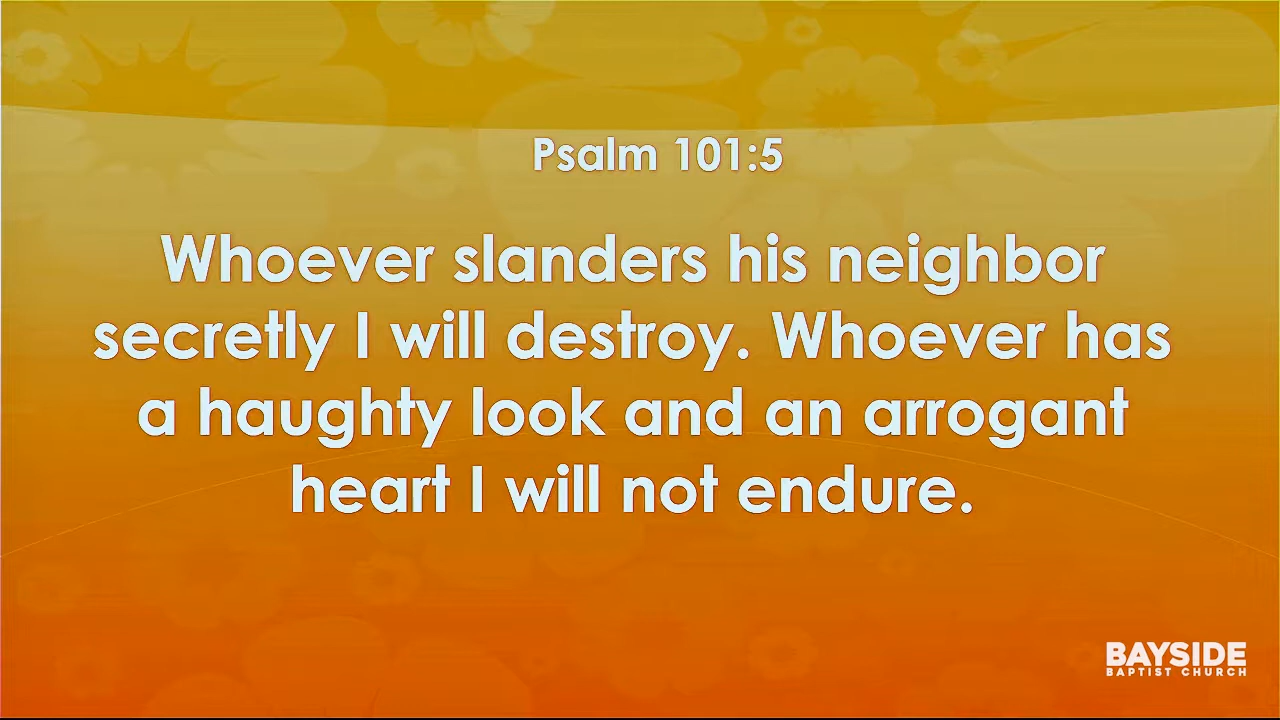 Psalm 101:5
Whoever slanders his neighbor
secretly I will destroy. Whoever has
a haughty look and an arrogant
heart I will not endure.
BAYSIDE
BAPTIST CHURCH